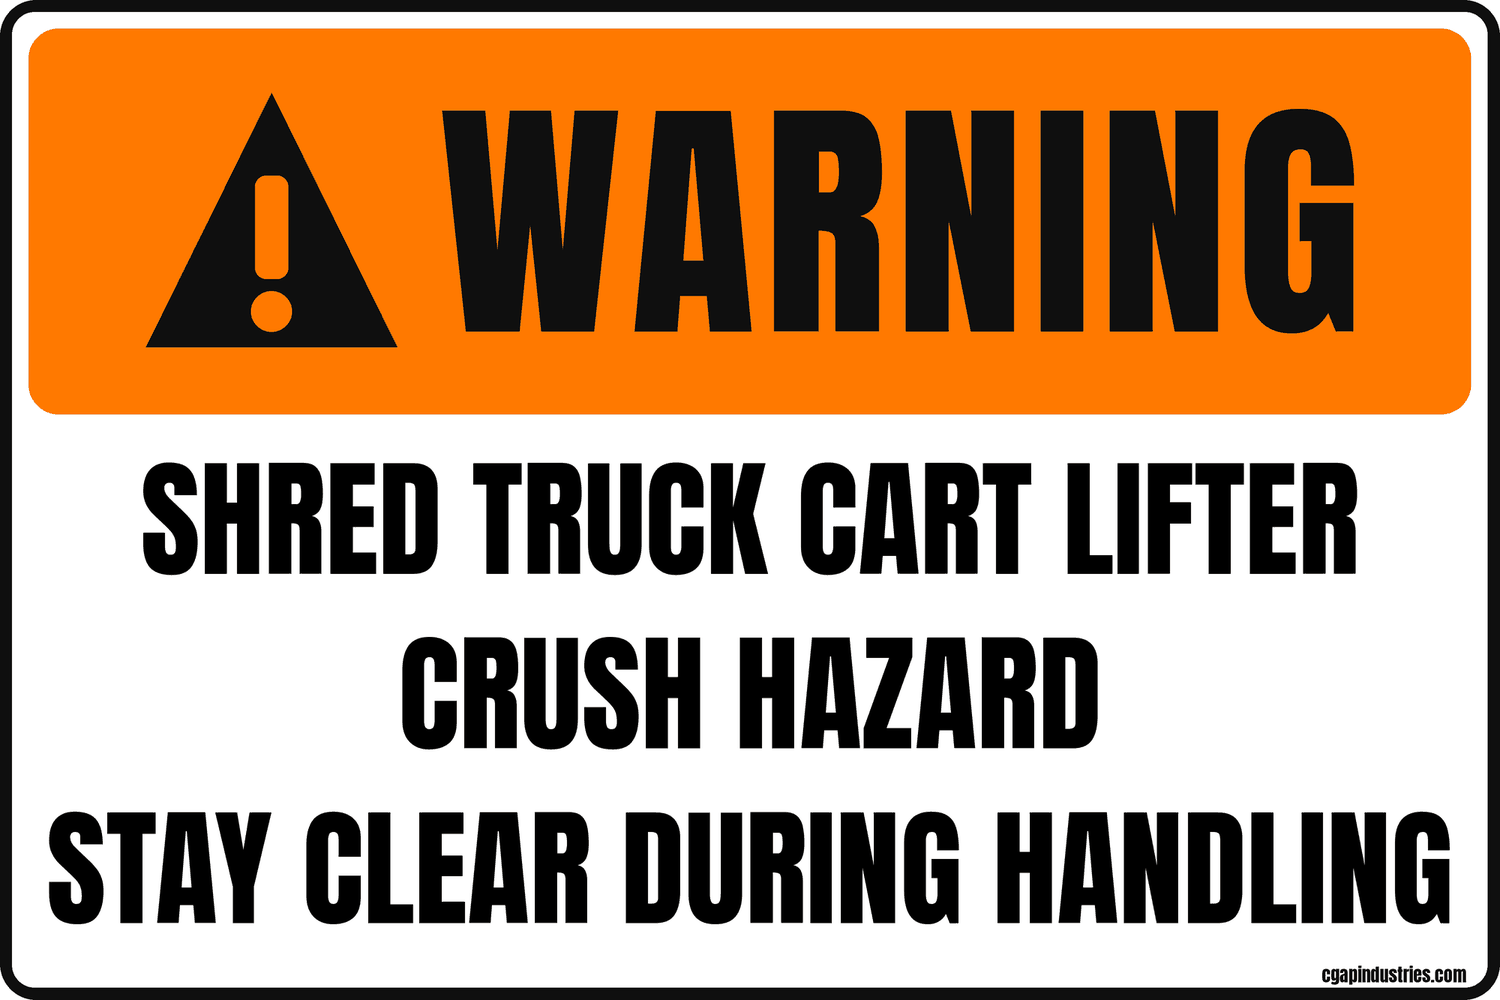 WARNING
SHRED TRUCK CART LIFTER
CRUSH HAZARD
STAY CLEAR DURING HANDLING
cgapindustries.com